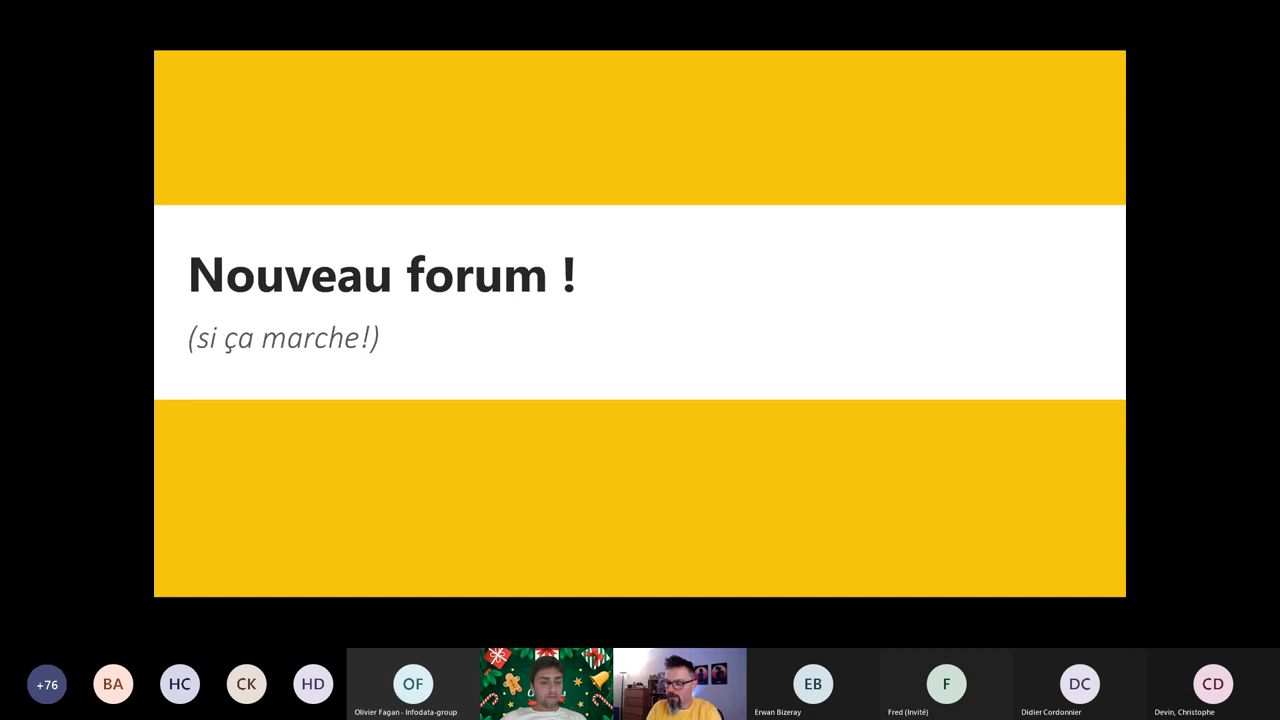 Nouveau forum !
(si ça marche!)
+76
BA
HC
CK
HD
OF
EB
F
DC
CD
Olivier Fagan - Infodata-group
Erwan Bizeray
Fred (Invité)
Didier Cordonnier
Devin, Christophe